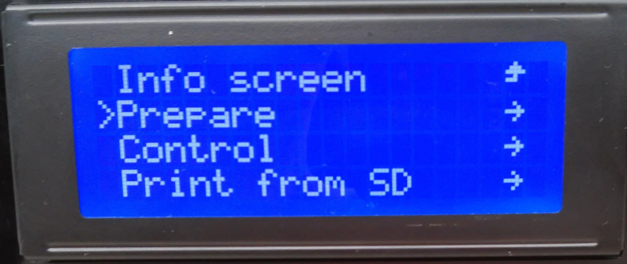 Info screen
>Prepare →
Control →
Print from SD →